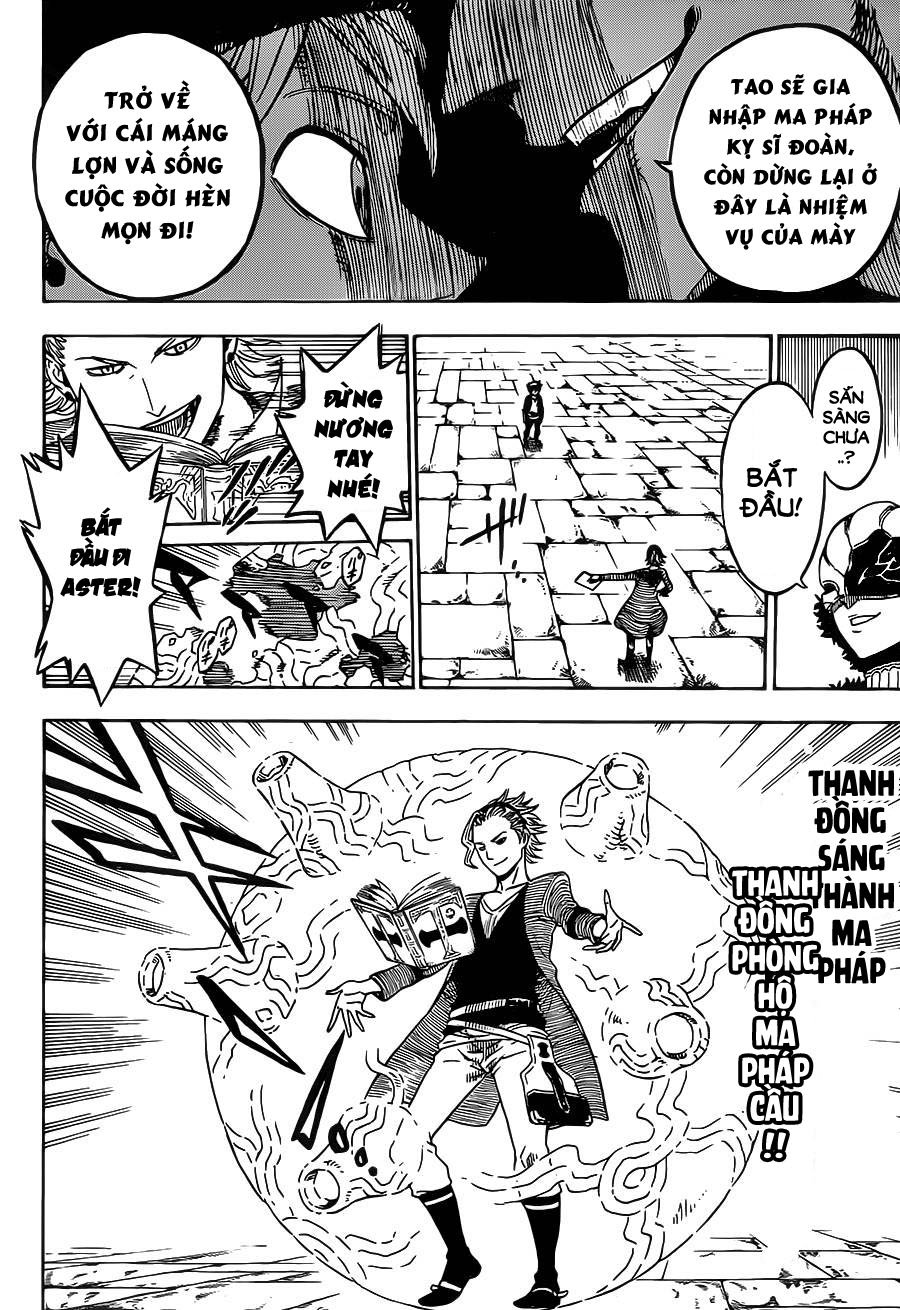 TAO SẼ GIA
NHẬP MA PHÁP
KỴ SĨ ĐOÀN,
CÒN DỪNG LẠI Ở
ĐÂY LÀ NHIỆM
VỤ CỦA MÀY
TRỞ VỀ
VỚI CÁI MÁNG
LỢN VÀ SỐNG
CUỘC ĐỜI HÈN
MỌN ĐI!
SẴN
SÀNG
CHƯA
..?
BẮT
ĐẦU!
ĐỪNG
NƯƠNG
TAY
NHÉ!
BẮT
ĐẦU ĐI
ASTER!
THANH
ĐỒNG
SÁNG
THÀNH
MA
PHÁP
THANH
ĐỒNG
PHÒNG
HỘ
MA
PHÁP
CẦU
!!